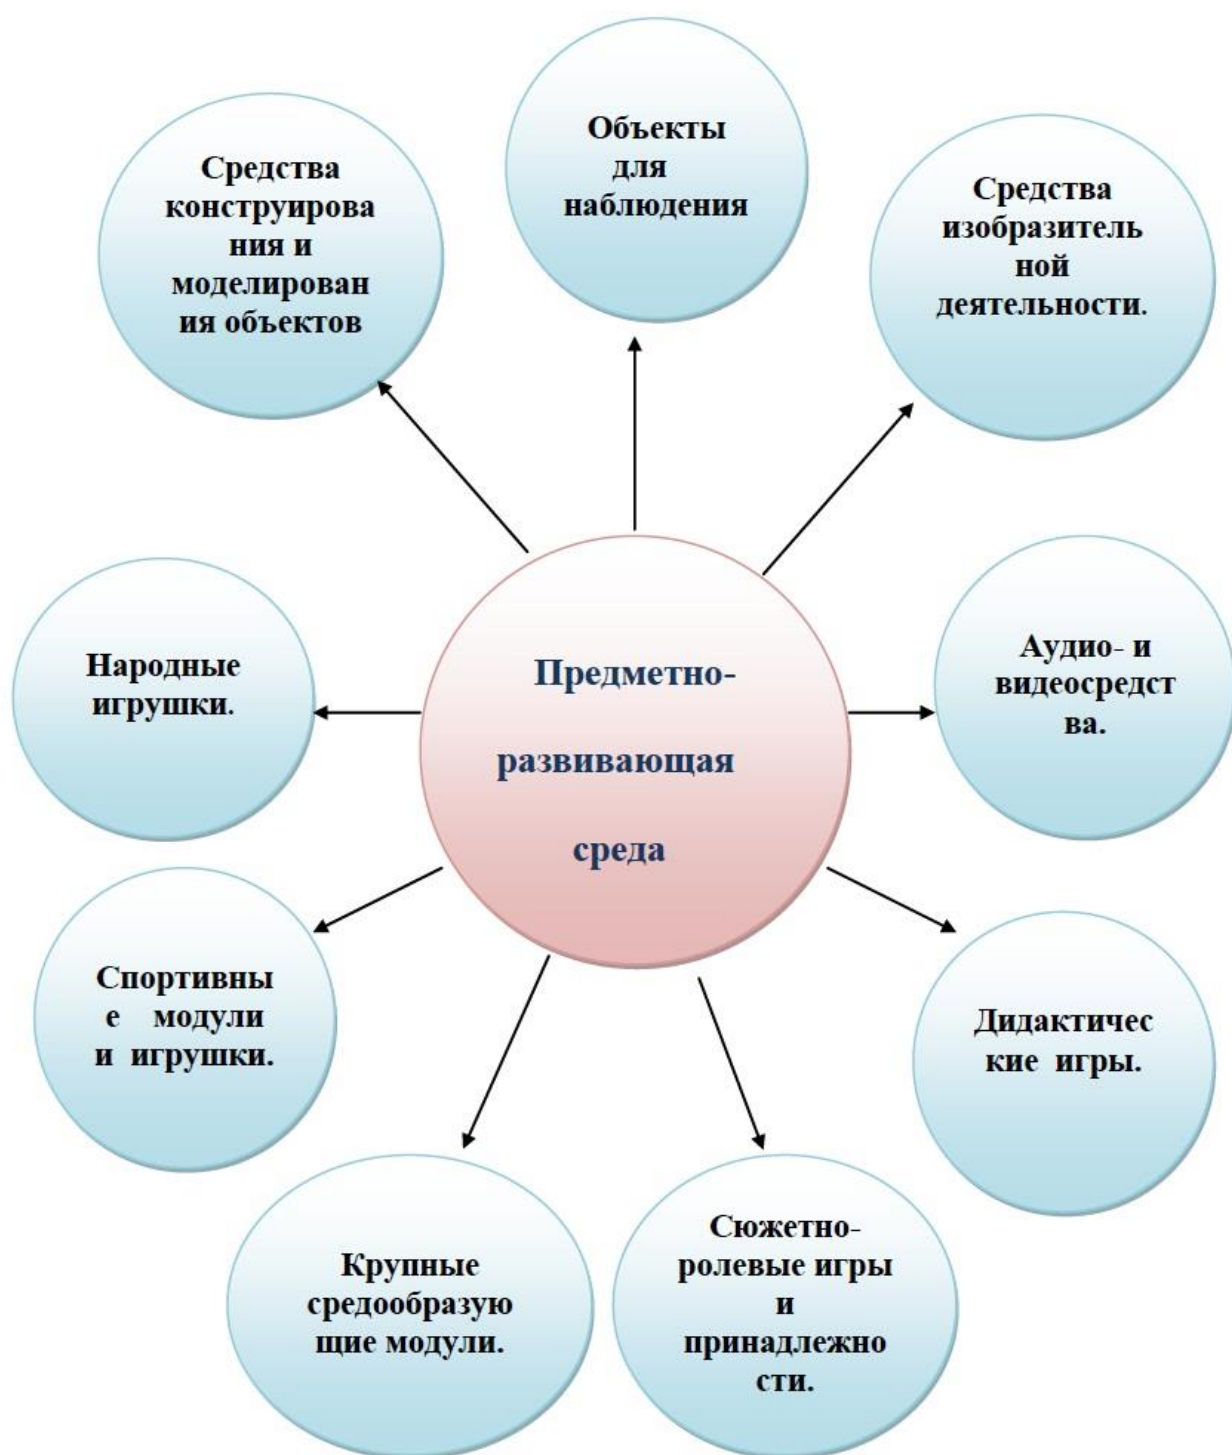 Объекты
для
наблюдения
Средства
конструирова
ния и
моделирован
ия объектов
Средства
изобразитель
ной
деятельности.
Народные
игрушки.
Предметно-
развивающая
среда
Аудио- и
видеосредст
ва.
Спортивны
е модули
и игрушки.
Дидактичес
кие игры.
Крупные
средообразую
щие модули.
Сюжетно-
ролевые игры
и
принадлежно
сти.